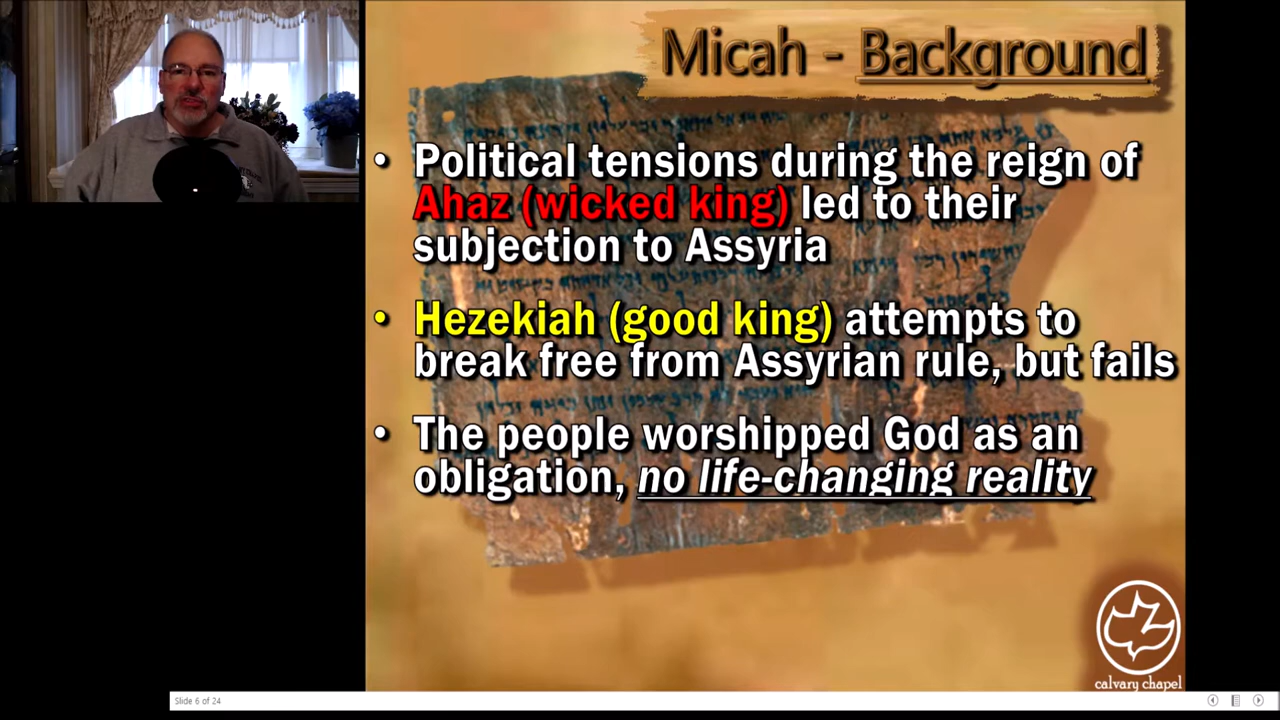 Micah - Background
• Political tensions during the reign of
Ahaz (wicked king) led to their
subjection to Assyria
• Hezekiah (good king) attempts to
break free from Assyrian rule, but fails
• The people worshipped God as an
obligation, no life-changing reality
calvary chapel
Slide 6 of 24